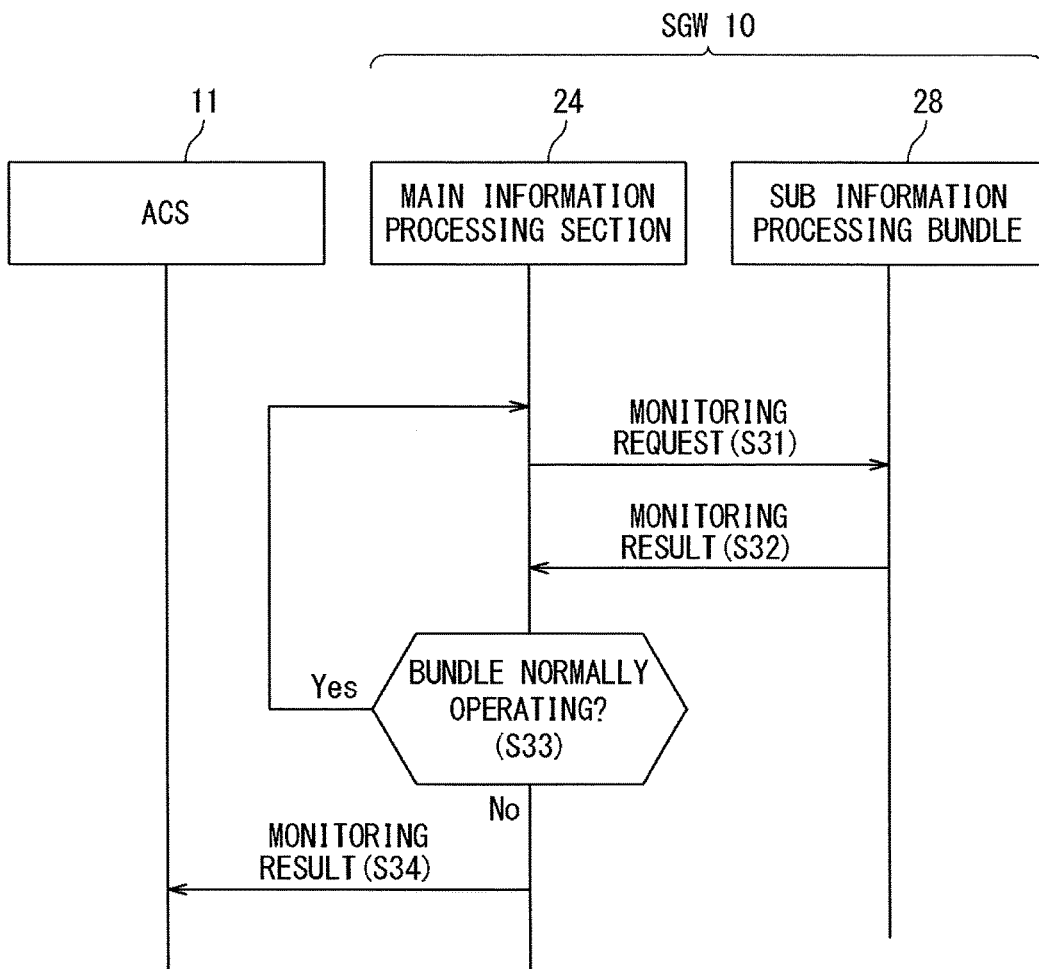 SGW 10
11
24
28
ACS
MAIN INFORMATION
PROCESSING SECTION
SUB INFORMATION
PROCESSING BUNDLE
MONITORING
REQUEST(S31)
MONITORING
RESULT(S32)
Yes
BUNDLE NORMALLY
OPERATING?
(S33)
No
MONITORING
RESULT(S34)